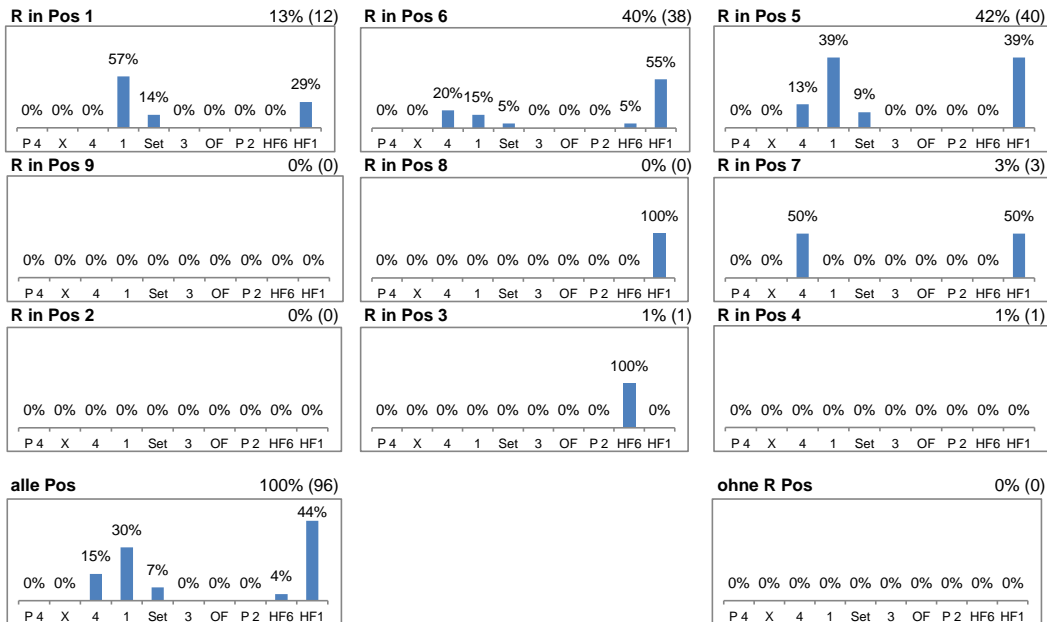 R in Pos 1 13% (12) R in Pos 6 40% (38) R in Pos 5 42% (40)
0% 0% 0% 57% 14% 0% 0% 0% 0% 29%
P 4 X 4 1 Set 3 OF P 2 HF6 HF1
0% 0% 20% 15% 5% 0% 0% 0% 5% 55%
P 4 X 4 1 Set 3 OF P 2 HF6 HF1
0% 0% 13% 39% 9% 0% 0% 0% 0% 39%
P 4 X 4 1 Set 3 OF P 2 HF6 HF1
R in Pos 9 0% (0) R in Pos 8 0% (0) R in Pos 7 3% (3)
0% 0% 0% 0% 0% 0% 0% 0% 0% 0%
P 4 X 4 1 Set 3 OF P 2 HF6 HF1
0% 0% 0% 0% 0% 0% 0% 0% 0% 100%
P 4 X 4 1 Set 3 OF P 2 HF6 HF1
0% 0% 50% 0% 0% 0% 0% 0% 0% 50%
P 4 X 4 1 Set 3 OF P 2 HF6 HF1
R in Pos 2 0% (0) R in Pos 3 1% (1) R in Pos 4 1% (1)
0% 0% 0% 0% 0% 0% 0% 0% 0% 0%
P 4 X 4 1 Set 3 OF P 2 HF6 HF1
0% 0% 0% 0% 0% 0% 0% 0% 100% 0%
P 4 X 4 1 Set 3 OF P 2 HF6 HF1
0% 0% 0% 0% 0% 0% 0% 0% 0% 0%
P 4 X 4 1 Set 3 OF P 2 HF6 HF1
alle Pos 100% (96) ohne R Pos 0% (0)
0% 0% 15% 30% 7% 0% 0% 0% 4% 44%
P 4 X 4 1 Set 3 OF P 2 HF6 HF1
0% 0% 0% 0% 0% 0% 0% 0% 0% 0%
P 4 X 4 1 Set 3 OF P 2 HF6 HF1